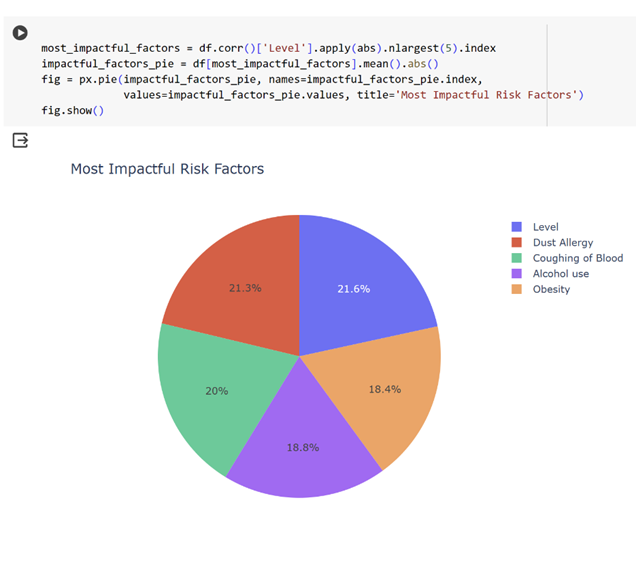 most_impactful_factors = df.corr()['Level'].apply(abs).nlargest(5).index
impactful_factors_pie = df[most_impactful_factors].mean().abs()
fig = px.pie(impactful_factors_pie, names=impactful_factors_pie.index,
values=impactful_factors_pie.values, title='Most Impactful Risk Factors')
fig.show()
Most Impactful Risk Factors
Level
Dust Allergy
Coughing of Blood
Alcohol use
Obesity
21.3%
21.6%
20%
18.4%
18.8%